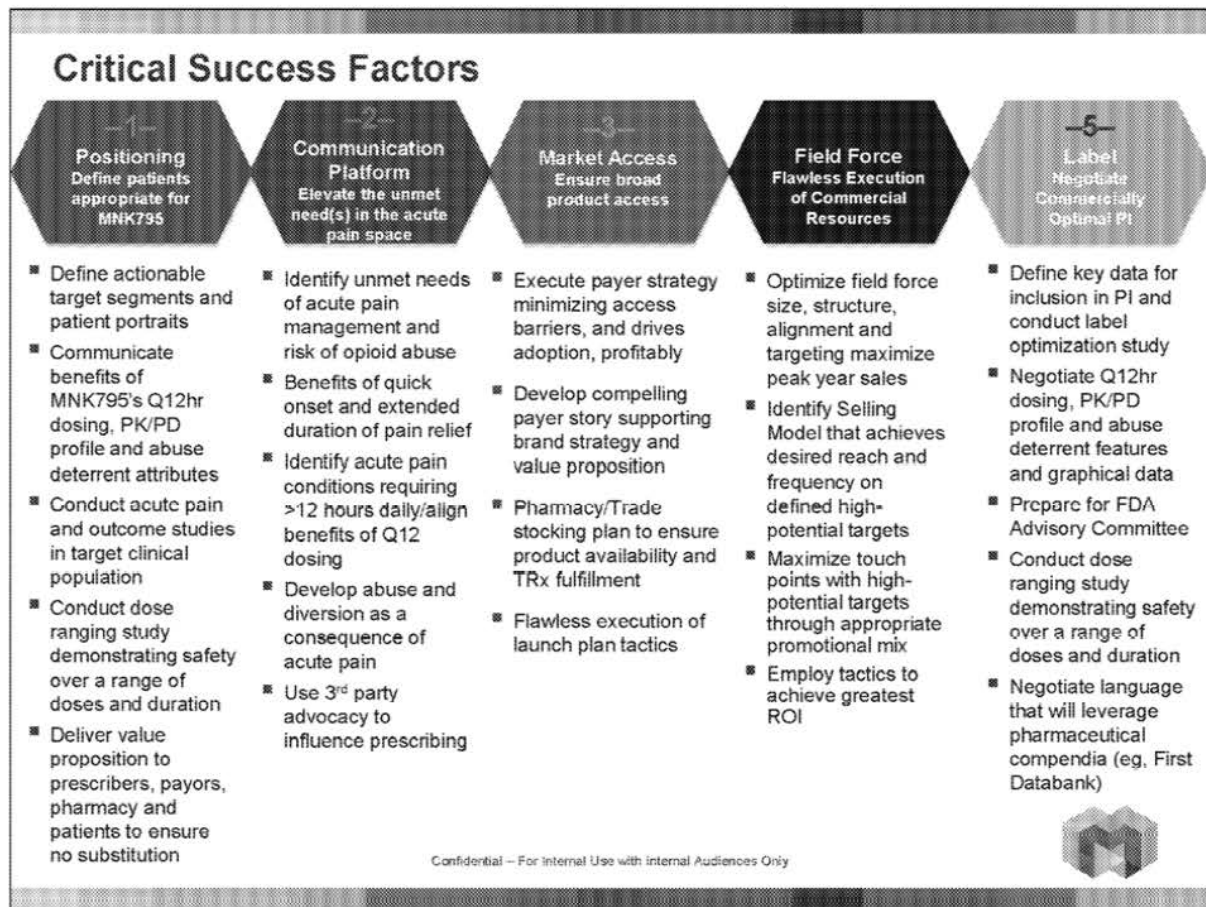 Critical Success Factors
–1–
Positioning
Define patients
appropriate for
MNK795
–2–
Communication
Platform
Elevate the unmet
need(s) in the acute
pain space
–3–
Market Access
Ensure broad
product access
Field Force
Flawless Execution
of Commercial
Resources
–5–
Label
Negotiate
Commercially
Optimal PI
■ Define actionable
target segments and
patient portraits
■ Communicate
benefits of
MNK795's Q12hr
dosing, PK/PD
profile and abuse
deterrent attributes
■ Conduct acute pain
and outcome studies
in target clinical
population
■ Conduct dose
ranging study
demonstrating safety
over a range of
doses and duration
■ Deliver value
proposition to
prescribers, payors,
pharmacy and
patients to ensure
no substitution
■ Identify unmet needs
of acute pain
management and
risk of opioid abuse
■ Benefits of quick
onset and extended
duration of pain relief
■ Identify acute pain
conditions requiring
>12 hours daily/align
benefits of Q12
dosing
■ Develop abuse and
diversion as a
consequence of
acute pain
■ Use 3rd party
advocacy to
influence prescribing
■ Execute payer strategy
minimizing access
barriers, and drives
adoption, profitably
■ Develop compelling
payer story supporting
brand strategy and
value proposition
■ Pharmacy/Trade
stocking plan to ensure
product availability and
TRx fulfillment
■ Flawless execution of
launch plan tactics
■ Optimize field force
size, structure,
alignment and
targeting maximize
peak year sales
■ Identify Selling
Model that achieves
desired reach and
frequency on
defined high-
potential targets
■ Maximize touch
points with high-
potential targets
through appropriate
promotional mix
■ Employ tactics to
achieve greatest
ROI
■ Define key data for
inclusion in PI and
conduct label
optimization study
■ Negotiate Q12hr
dosing, PK/PD
profile and abuse
deterrent features
and graphical data
■ Prepare for FDA
Advisory Committee
■ Conduct dose
ranging study
demonstrating safety
over a range of
doses and duration
■ Negotiate language
that will leverage
pharmaceutical
compendia (eg, First
Databank)
Confidential – For Internal Use with Internal Audiences Only